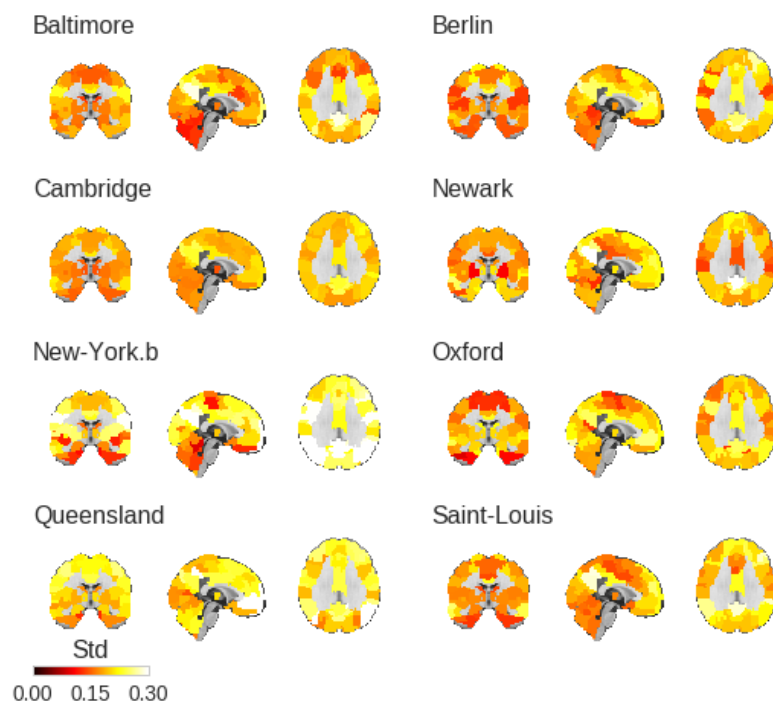 Baltimore
Berlin
Cambridge
Newark
New-York.b
Oxford
Queensland
Saint-Louis
Std
0.00 0.15 0.30